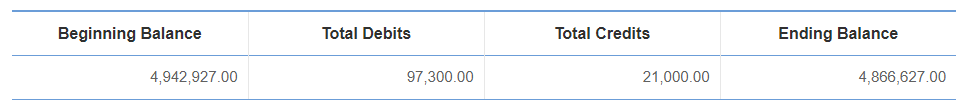 Beginning Balance Total Debits Total Credits Ending Balance
4,942,927.00 97,300.00 21,000.00 4,866,627.00